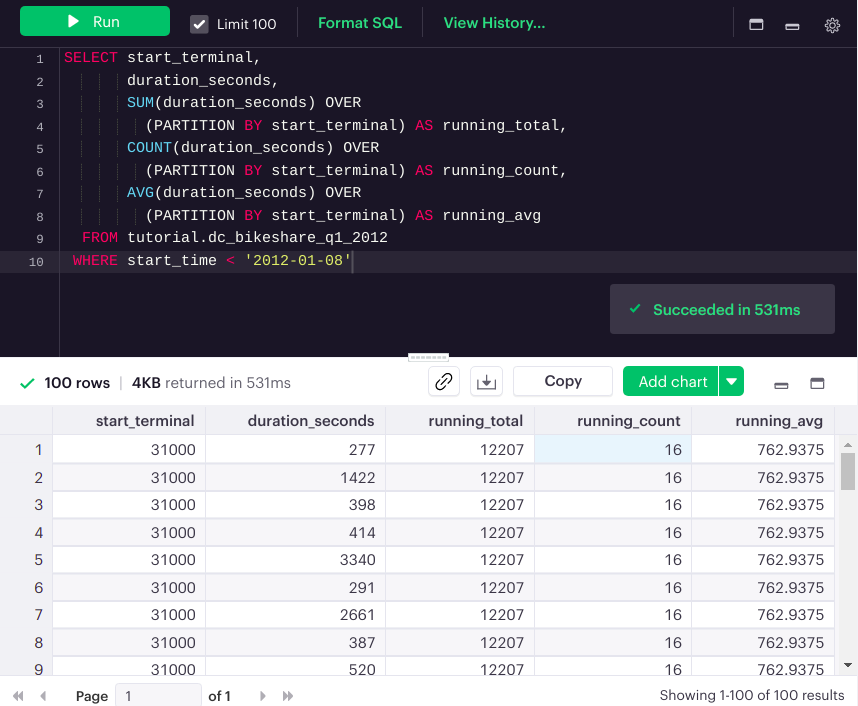 Run Limit 100 Format SQL View History...
1 SELECT start_terminal,
2 duration_seconds,
3 SUM(duration_seconds) OVER
4 (PARTITION BY start_terminal) AS running_total,
5 COUNT(duration_seconds) OVER
6 (PARTITION BY start_terminal) AS running_count,
7 AVG(duration_seconds) OVER
8 (PARTITION BY start_terminal) AS running_avg
9 FROM tutorial.dc_bikeshare_q1_2012
10 WHERE start_time < '2012-01-08'
Succeeded in 531ms
100 rows | 4KB returned in 531ms Copy Add chart
start_terminal duration_seconds running_total running_count running_avg
1 31000 277 12207 16 762.9375
2 31000 1422 12207 16 762.9375
3 31000 398 12207 16 762.9375
4 31000 414 12207 16 762.9375
5 31000 3340 12207 16 762.9375
6 31000 291 12207 16 762.9375
7 31000 2661 12207 16 762.9375
8 31000 387 12207 16 762.9375
9 31000 520 12207 16 762.9375
Page 1 of 1 Showing 1-100 of 100 results